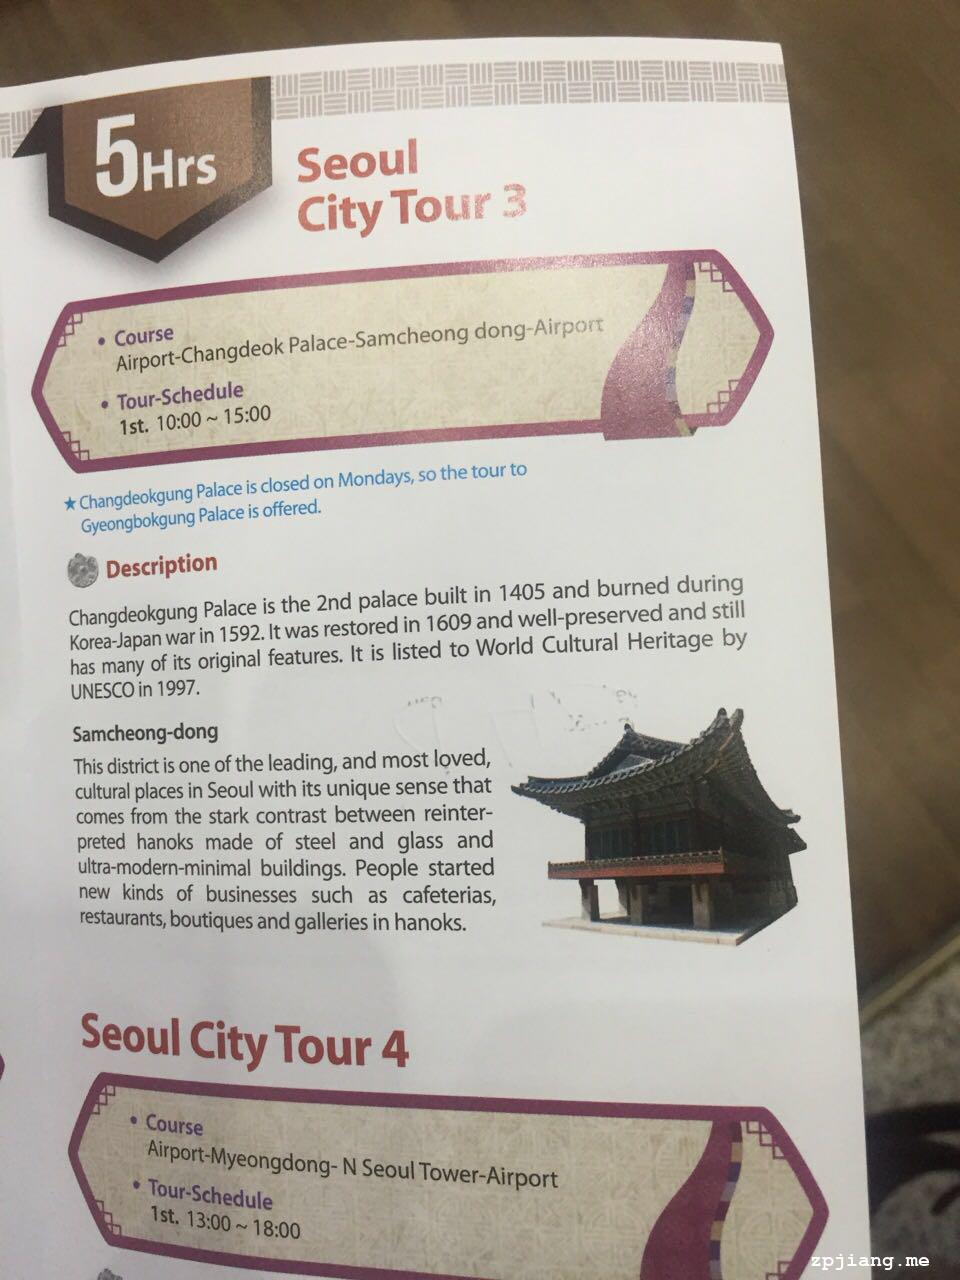 5Hrs
Seoul
City Tour 3
• Course
Airport-Changdeok Palace-Samcheong dong-Airport
• Tour-Schedule
1st. 10:00 ~ 15:00
★ Changdeokgung Palace is closed on Mondays, so the tour to
Gyeongbokgung Palace is offered.
Description
Changdeokgung Palace is the 2nd palace built in 1405 and burned during
Korea-Japan war in 1592. It was restored in 1609 and well-preserved and still
has many of its original features. It is listed to World Cultural Heritage by
UNESCO in 1997.
Samcheong-dong
This district is one of the leading, and most loved,
cultural places in Seoul with its unique sense that
comes from the stark contrast between reinter-
preted hanoks made of steel and glass and
ultra-modern-minimal buildings. People started
new kinds of businesses such as cafeterias,
restaurants, boutiques and galleries in hanoks.
Seoul City Tour 4
• Course
Airport-Myeongdong- N Seoul Tower-Airport
• Tour-Schedule
1st. 13:00 ~ 18:00
zpjiang.me